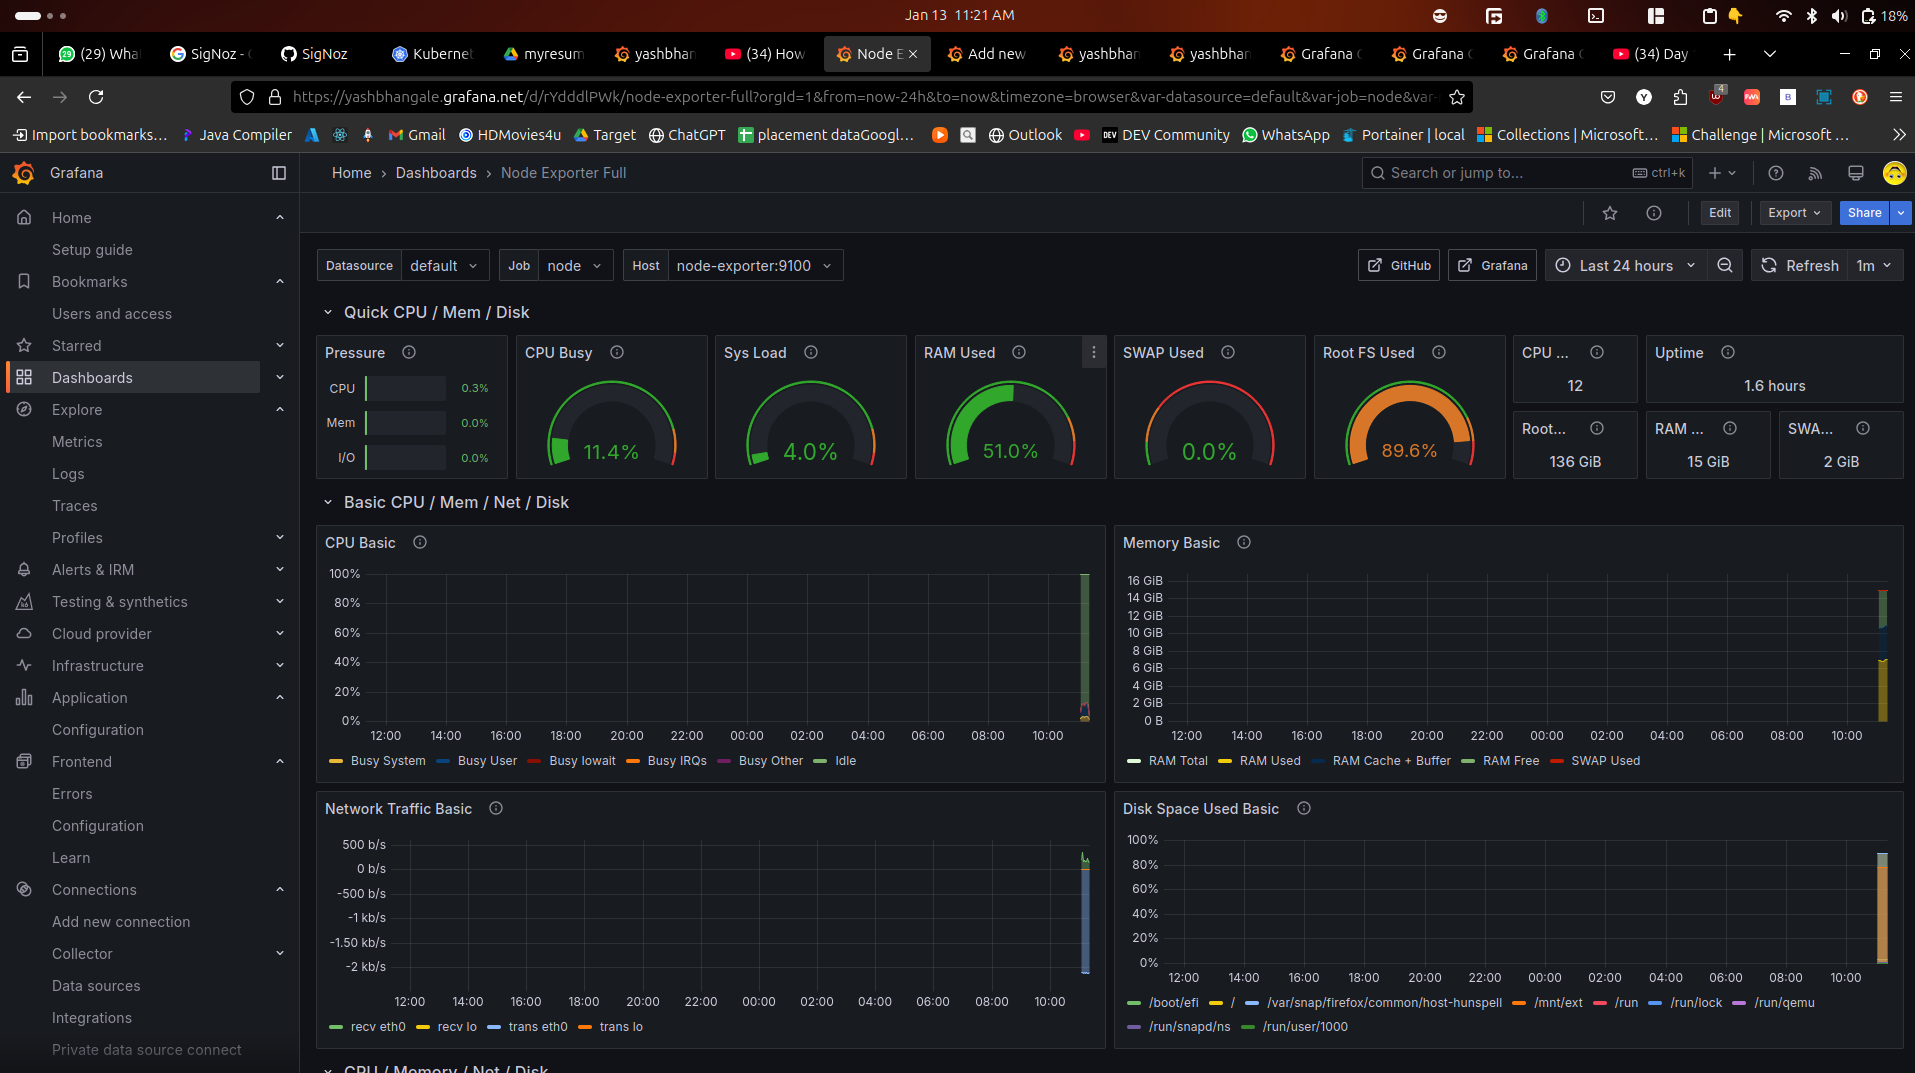 Jan 13 11:21 AM
18%
(29) Wha
SigNoz -
SigNoz
Kubernet
myresum
yashbhan
(34) How
Node E
Add new
yashbhan
yashbhan
Grafana
Grafana
Grafana
(34) Day
https://yashbhangale.grafana.net/d/rYdddlPWk/node-exporter-full?orgId=1&from=now-24h&to=now&timezone=browser&var-datasource=default&var-job=node&var-
4
Import bookmarks...
Java Compiler
Gmail
HDMovies4u
Target
ChatGPT
placement dataGoogl...
Outlook
DEV Community
WhatsApp
Portainer | local
Collections | Microsoft...
Challenge | Microsoft ...
Grafana
Home › Dashboards › Node Exporter Full
Search or jump to...
ctrl+k
Edit
Export
Share
Home
Setup guide
Bookmarks
Users and access
Starred
Dashboards
Explore
Metrics
Logs
Traces
Profiles
Alerts & IRM
Testing & synthetics
Cloud provider
Infrastructure
Application
Configuration
Frontend
Errors
Configuration
Learn
Connections
Add new connection
Collector
Data sources
Integrations
Private data source connect
Datasource default
Job node
Host node-exporter:9100
GitHub
Grafana
Last 24 hours
Refresh 1m
Quick CPU / Mem / Disk
Pressure
CPU 0.3%
Mem 0.0%
I/O 0.0%
CPU Busy
11.4%
Sys Load
4.0%
RAM Used
51.0%
SWAP Used
0.0%
Root FS Used
89.6%
CPU ...
12
Uptime
1.6 hours
Root...
136 GiB
RAM ...
15 GiB
SWA...
2 GiB
Basic CPU / Mem / Net / Disk
CPU Basic
100%
80%
60%
40%
20%
0%
12:00 14:00 16:00 18:00 20:00 22:00 00:00 02:00 04:00 06:00 08:00 10:00
Busy System Busy User Busy Iowait Busy IRQs Busy Other Idle
Memory Basic
16 GiB
14 GiB
12 GiB
10 GiB
8 GiB
6 GiB
4 GiB
2 GiB
0 B
12:00 14:00 16:00 18:00 20:00 22:00 00:00 02:00 04:00 06:00 08:00 10:00
RAM Total RAM Used RAM Cache + Buffer RAM Free SWAP Used
Network Traffic Basic
500 b/s
0 b/s
-500 b/s
-1 kb/s
-1.50 kb/s
-2 kb/s
12:00 14:00 16:00 18:00 20:00 22:00 00:00 02:00 04:00 06:00 08:00 10:00
recv eth0 recv lo trans eth0 trans lo
Disk Space Used Basic
100%
80%
60%
40%
20%
0%
12:00 14:00 16:00 18:00 20:00 22:00 00:00 02:00 04:00 06:00 08:00 10:00
/boot/efi / /var/snap/firefox/common/host-hunspell /mnt/ext /run /run/lock /run/qemu
/run/snapd/ns /run/user/1000
CPU / Memory / Net / Disk